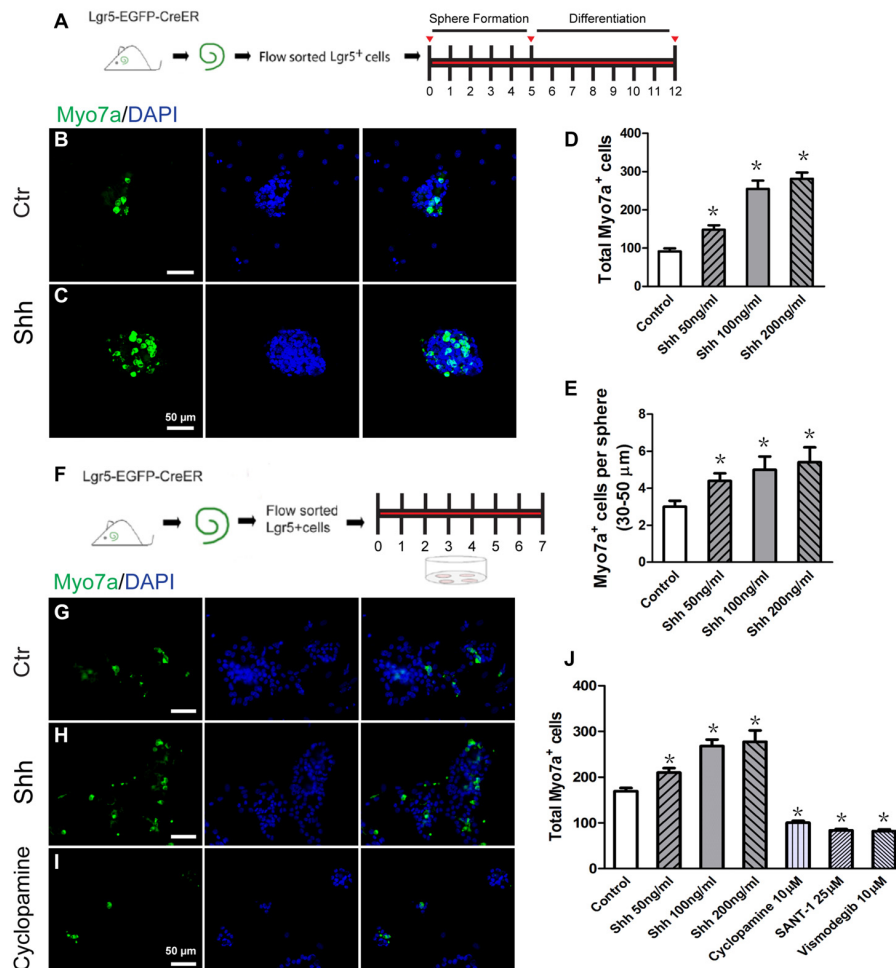 A
Lgr5-EGFP-CreER
Flow sorted Lgr5+ cells
Sphere Formation
Differentiation
0 1 2 3 4 5 6 7 8 9 10 11 12
Myo7a/DAPI
B
Ctr
C
Shh
50 μm
D
Total Myo7a+ cells
400
300
200
100
0
Control
Shh 50ng/ml
Shh 100ng/ml
Shh 200ng/ml
* * *
E
Myo7a+ cells per sphere
(30-50 μm)
8
6
4
2
0
Control
Shh 50ng/ml
Shh 100ng/ml
Shh 200ng/ml
* * *
F
Lgr5-EGFP-CreER
Flow sorted
Lgr5+cells
0 1 2 3 4 5 6 7
Myo7a/DAPI
G
Ctr
H
Shh
I
Cyclopamine
50 μm
J
Total Myo7a+ cells
400
300
200
100
0
Control
Shh 50ng/ml
Shh 100ng/ml
Shh 200ng/ml
Cyclopamine 10μM
SANT-1 25μM
Vismodegib 10μM
* * * * * *